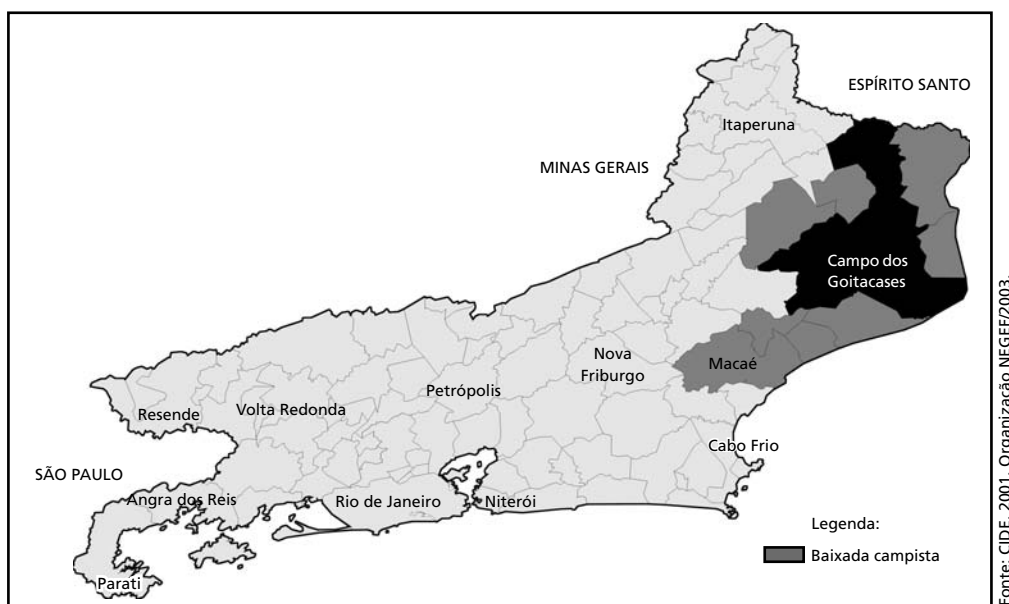 ESPÍRITO SANTO
Itaperuna
MINAS GERAIS
Campo dos
Goitacases
Nova
Friburgo
Macaé
Petrópolis
Resende
Volta Redonda
Cabo Frio
SÃO PAULO
Angra dos Reis
Rio de Janeiro
Niterói
Parati
Legenda:
Baixada campista
Fonte: CIDE, 2001. Organização NEGEF/2003.